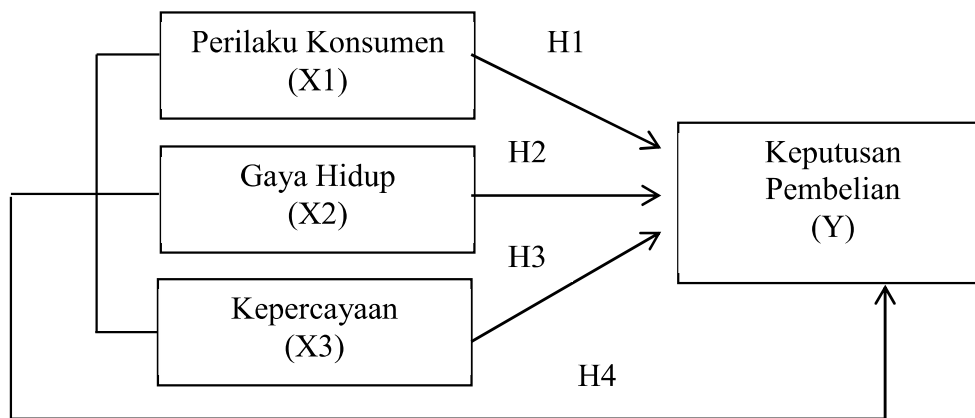 Perilaku Konsumen
(X1)
H1
Gaya Hidup
(X2)
H2
Kepercayaan
(X3)
H3
Keputusan
Pembelian
(Y)
H4